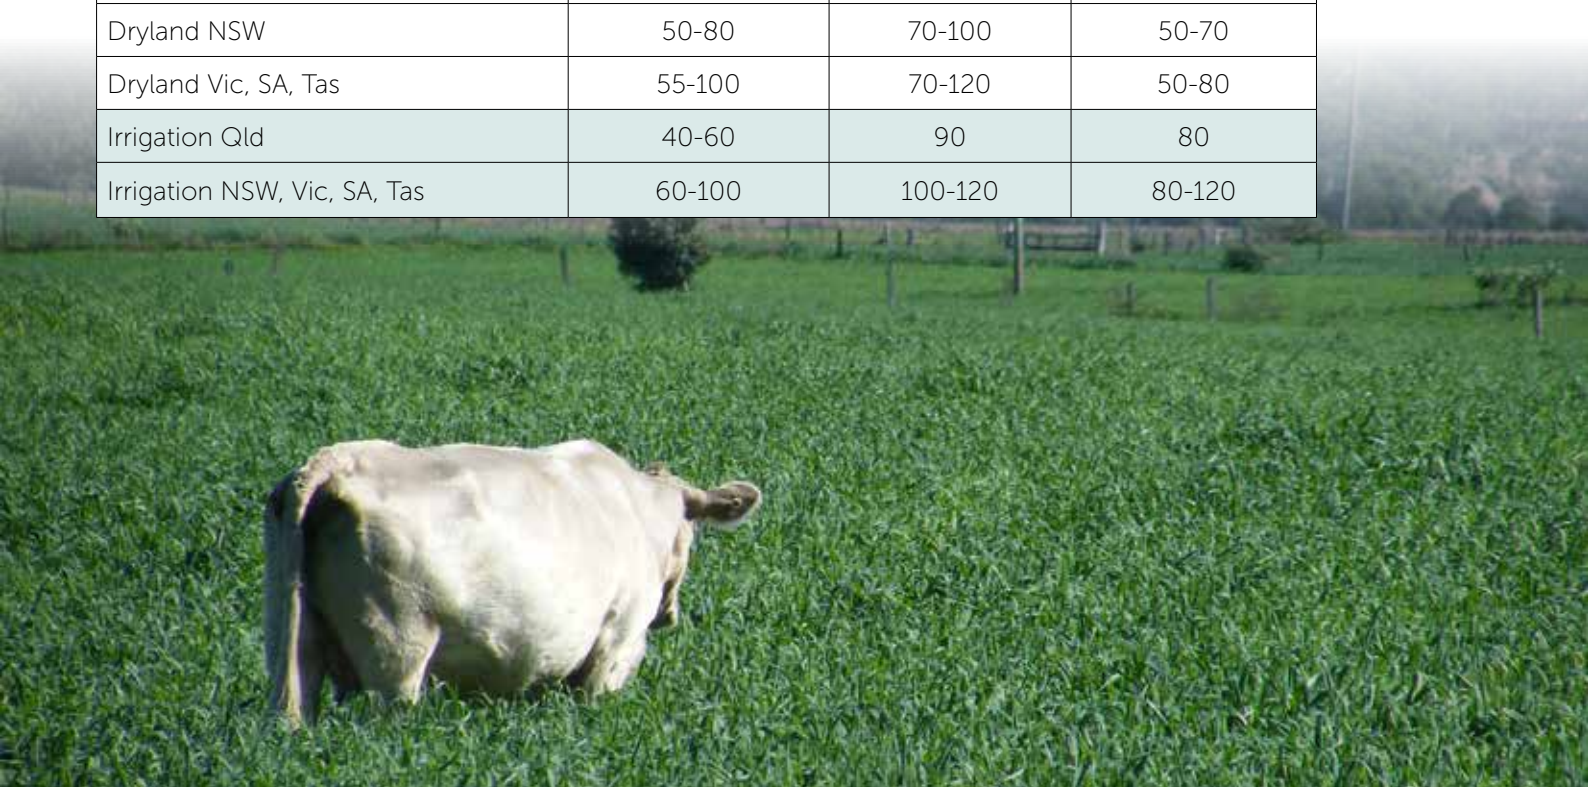 Dryland NSW 50-80 70-100 50-70
Dryland Vic, SA, Tas 55-100 70-120 50-80
Irrigation Qld 40-60 90 80
Irrigation NSW, Vic, SA, Tas 60-100 100-120 80-120